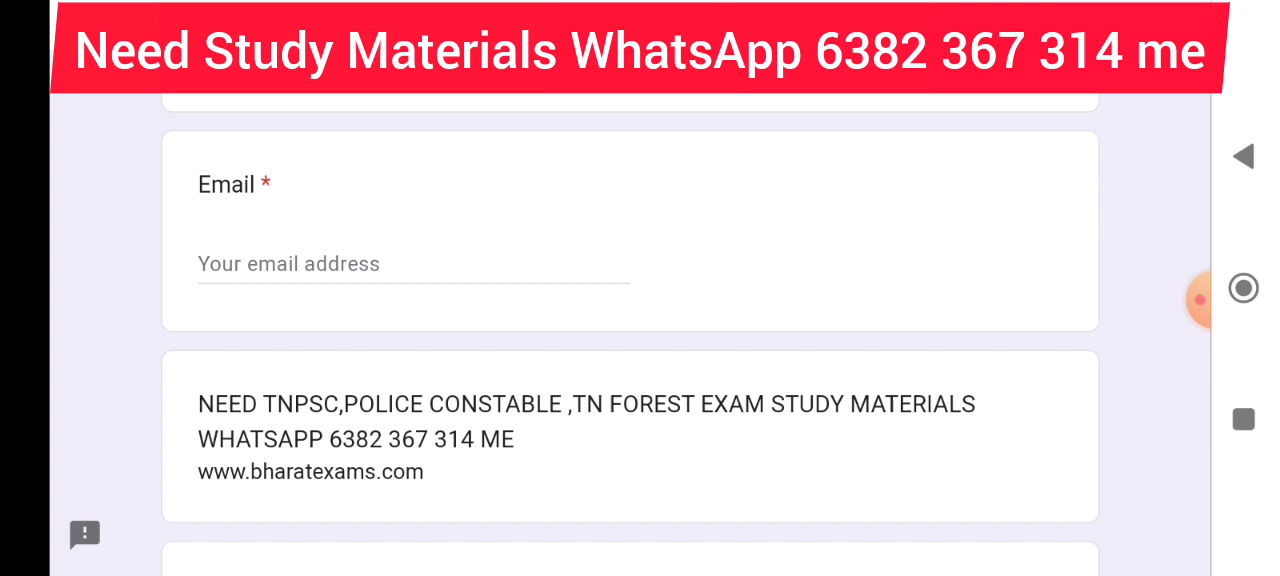 Need Study Materials WhatsApp 6382 367 314 me
Email *
Your email address
NEED TNPSC,POLICE CONSTABLE ,TN FOREST EXAM STUDY MATERIALS
WHATSAPP 6382 367 314 ME
www.bharatexams.com